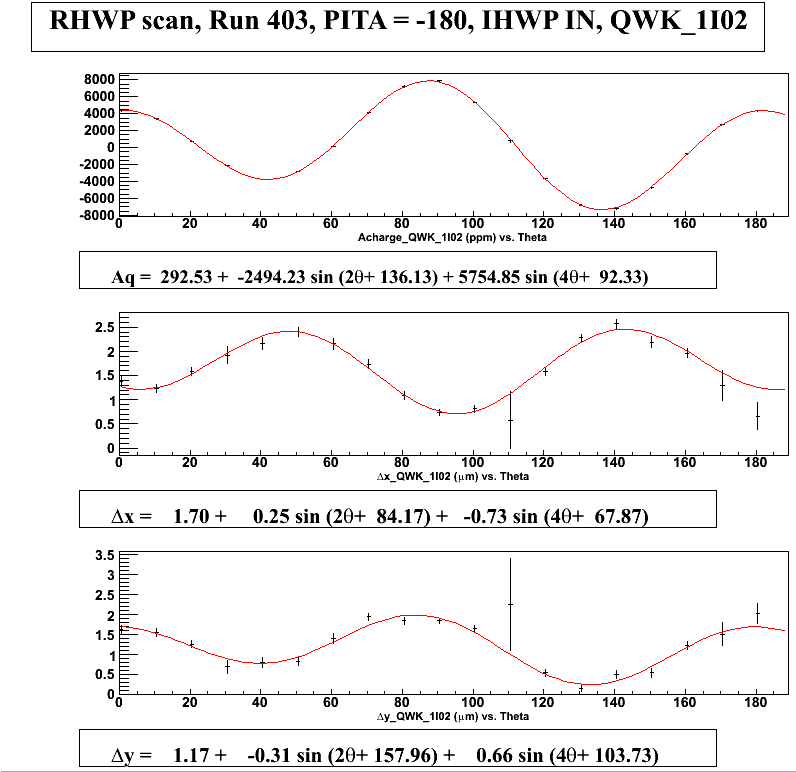 RHWP scan, Run 403, PITA = -180, IHWP IN, QWK_1I02
8000
6000
4000
2000
0
-2000
-4000
-6000
-8000
0 20 40 60 80 100 120 140 160 180
Acharge_QWK_1I02 (ppm) vs. Theta
Aq = 292.53 + -2494.23 sin (2θ+ 136.13) + 5754.85 sin (4θ+ 92.33)
2.5
2
1.5
1
0.5
0
0 20 40 60 80 100 120 140 160 180
Δx_QWK_1I02 (μm) vs. Theta
Δx = 1.70 + 0.25 sin (2θ+ 84.17) + -0.73 sin (4θ+ 67.87)
3.5
3
2.5
2
1.5
1
0.5
0
0 20 40 60 80 100 120 140 160 180
Δy_QWK_1I02 (μm) vs. Theta
Δy = 1.17 + -0.31 sin (2θ+ 157.96) + 0.66 sin (4θ+ 103.73)